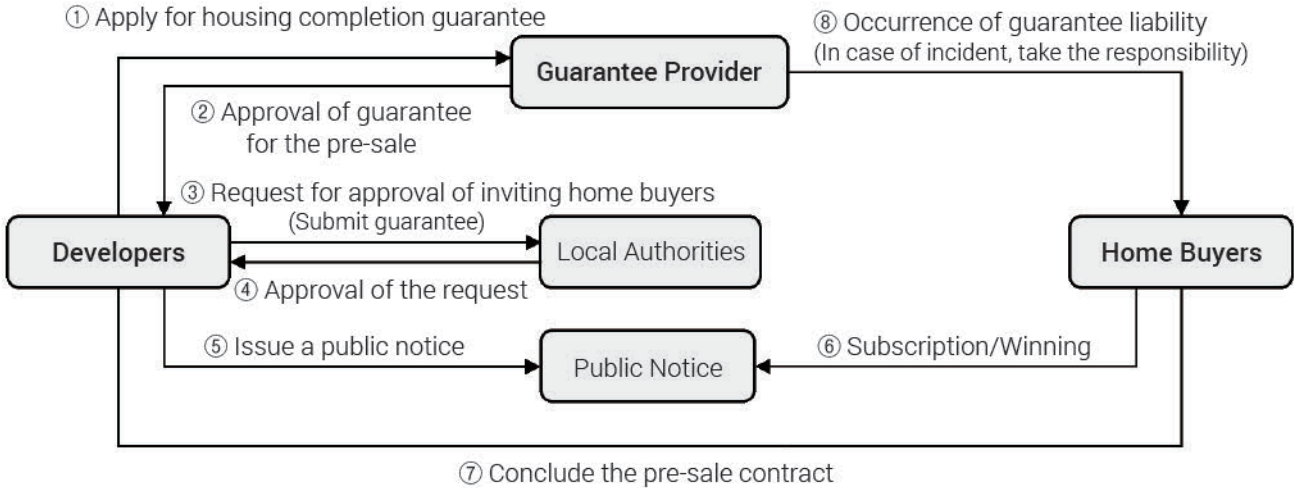 ① Apply for housing completion guarantee
⑧ Occurrence of guarantee liability
(In case of incident, take the responsibility)
Guarantee Provider
② Approval of guarantee
for the pre-sale
③ Request for approval of inviting home buyers
(Submit guarantee)
Developers
Local Authorities
Home Buyers
④ Approval of the request
⑤ Issue a public notice
Public Notice
⑥ Subscription/Winning
⑦ Conclude the pre-sale contract